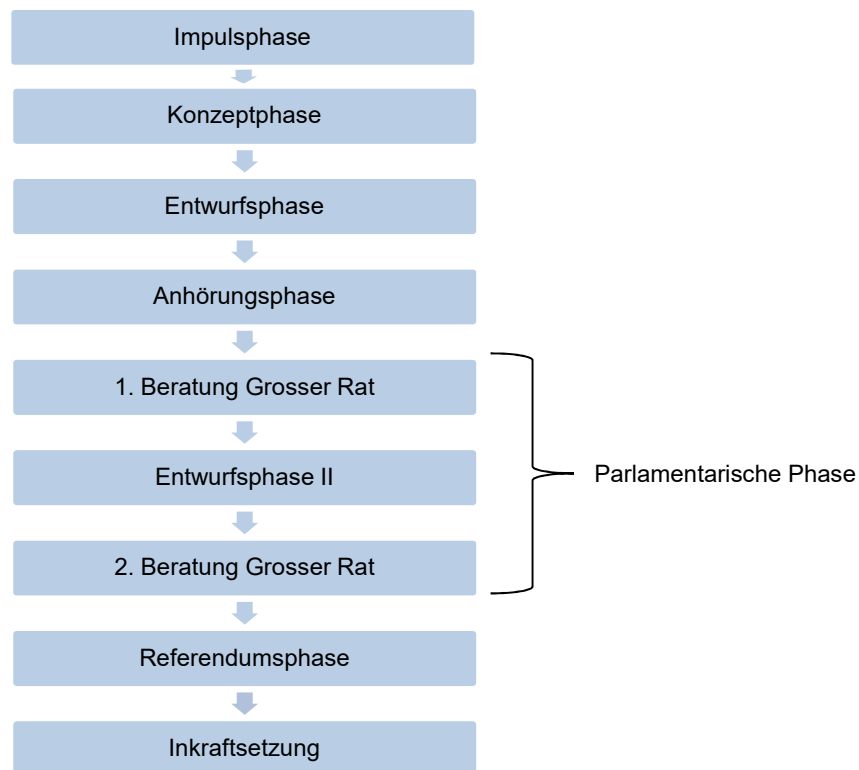 Impulsphase
Konzeptphase
Entwurfsphase
Anhörungsphase
1. Beratung Grosser Rat
Entwurfsphase II
Parlamentarische Phase
2. Beratung Grosser Rat
Referendumsphase
Inkraftsetzung